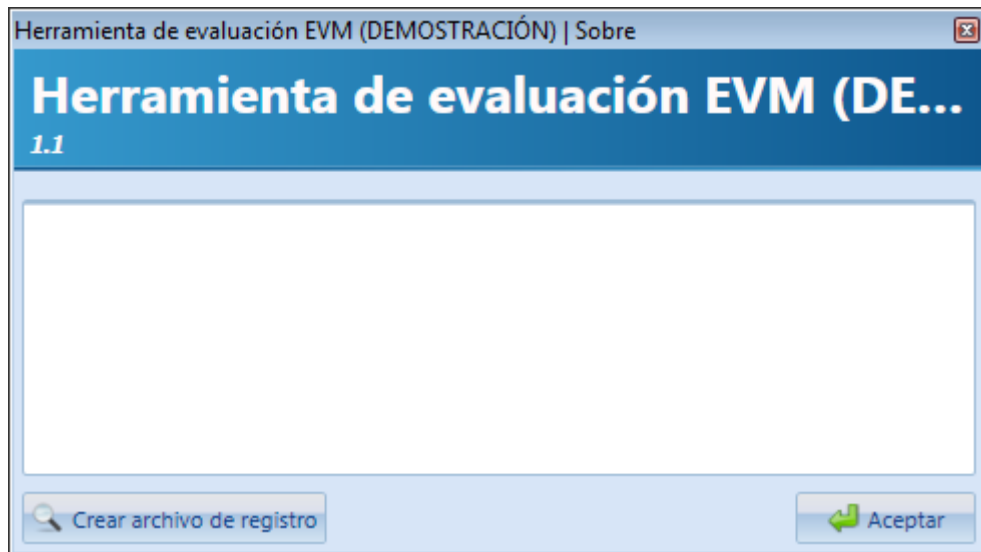 Herramienta de evaluación EVM (DEMOSTRACIÓN) | Sobre
Herramienta de evaluación EVM (DE...
1.1
Crear archivo de registro
Aceptar